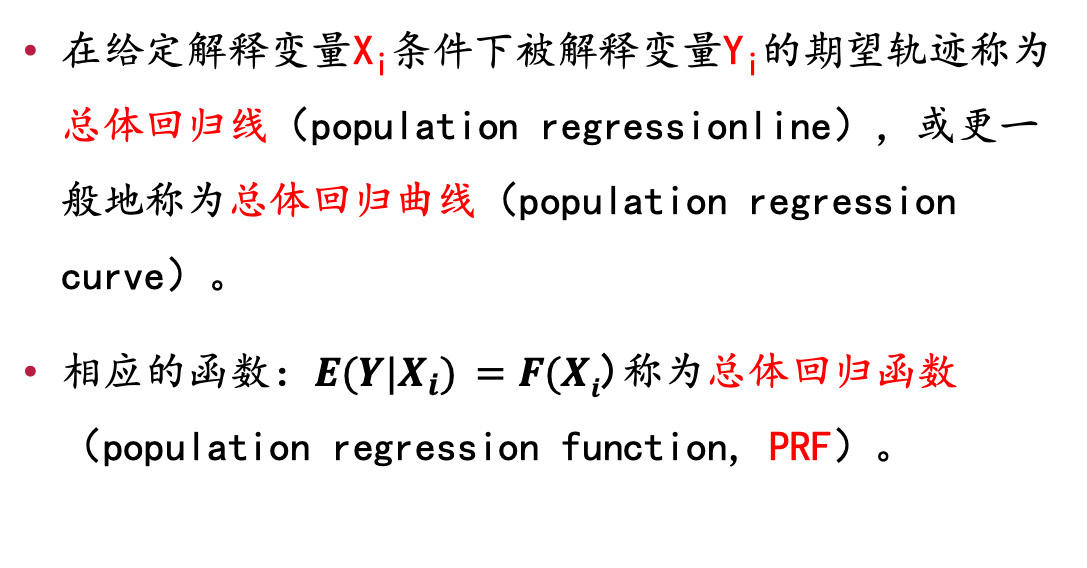 • 在给定解释变量Xi条件下被解释变量Yi的期望轨迹称为
总体回归线（population regressionline），或更一
般地称为总体回归曲线（population regression
curve）。
• 相应的函数：E(Y|Xi) = F(Xi)称为总体回归函数
（population regression function, PRF）。